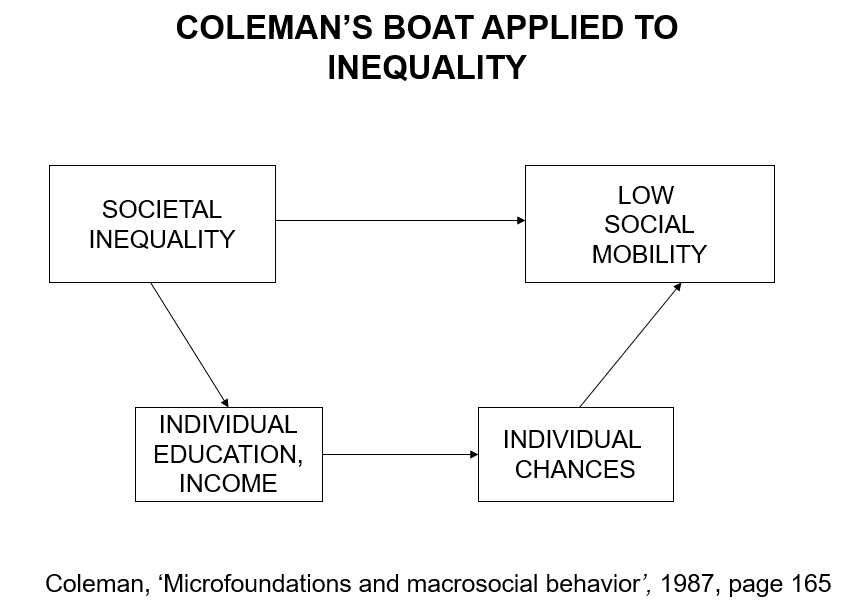 COLEMAN'S BOAT APPLIED TO
INEQUALITY
SOCIETAL
INEQUALITY
LOW
SOCIAL
MOBILITY
INDIVIDUAL
EDUCATION,
INCOME
INDIVIDUAL
CHANCES
Coleman, ‘Microfoundations and macrosocial behavior’, 1987, page 165